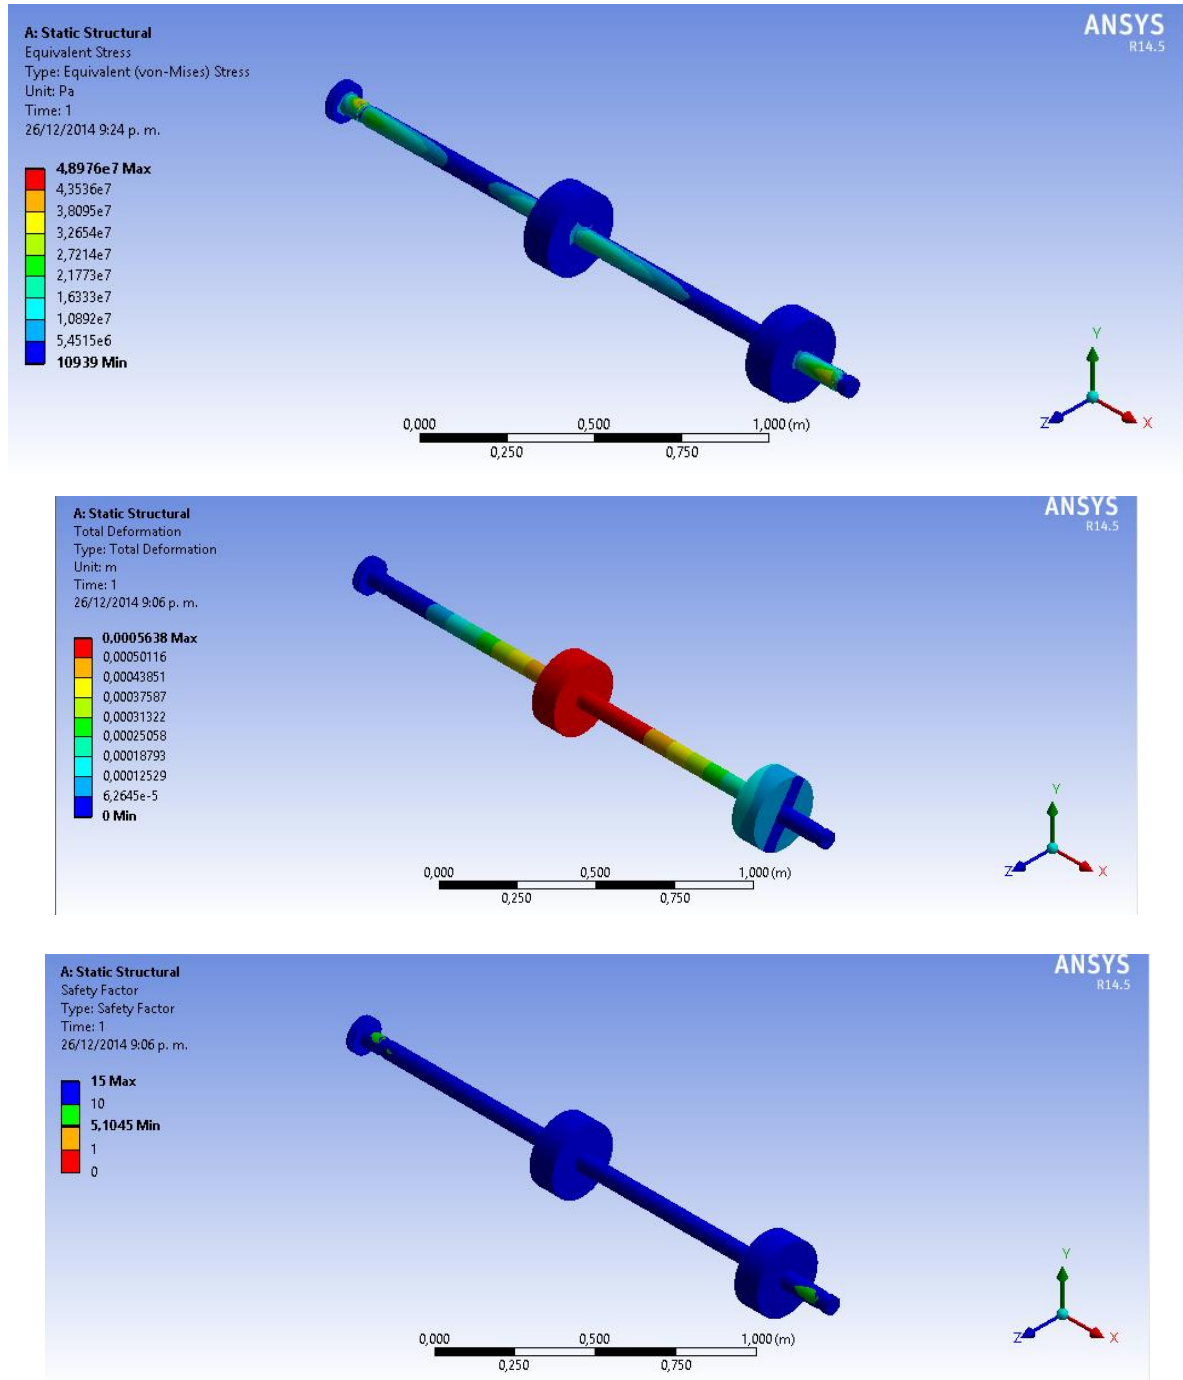 A: Static Structural
Equivalent Stress
Type: Equivalent (von-Mises) Stress
Unit: Pa
Time: 1
26/12/2014 9:24 p. m.
4,8976e7 Max
4,3536e7
3,8095e7
3,2654e7
2,7214e7
2,1773e7
1,6333e7
1,0892e7
5,4515e6
10939 Min
ANSYS
R14.5
0,000
0,500
1,000 (m)
0,250
0,750
Y
Z
X
A: Static Structural
Total Deformation
Type: Total Deformation
Unit: m
Time: 1
26/12/2014 9:06 p. m.
0,0005638 Max
0,00050116
0,00043851
0,00037587
0,00031322
0,00025058
0,00018793
0,00012529
6,2645e-5
0 Min
ANSYS
R14.5
0,000
0,500
1,000 (m)
0,250
0,750
Y
Z
X
A: Static Structural
Safety Factor
Type: Safety Factor
Time: 1
26/12/2014 9:06 p. m.
15 Max
10
5,1045 Min
1
0
ANSYS
R14.5
0,000
0,500
1,000 (m)
0,250
0,750
Y
Z
X